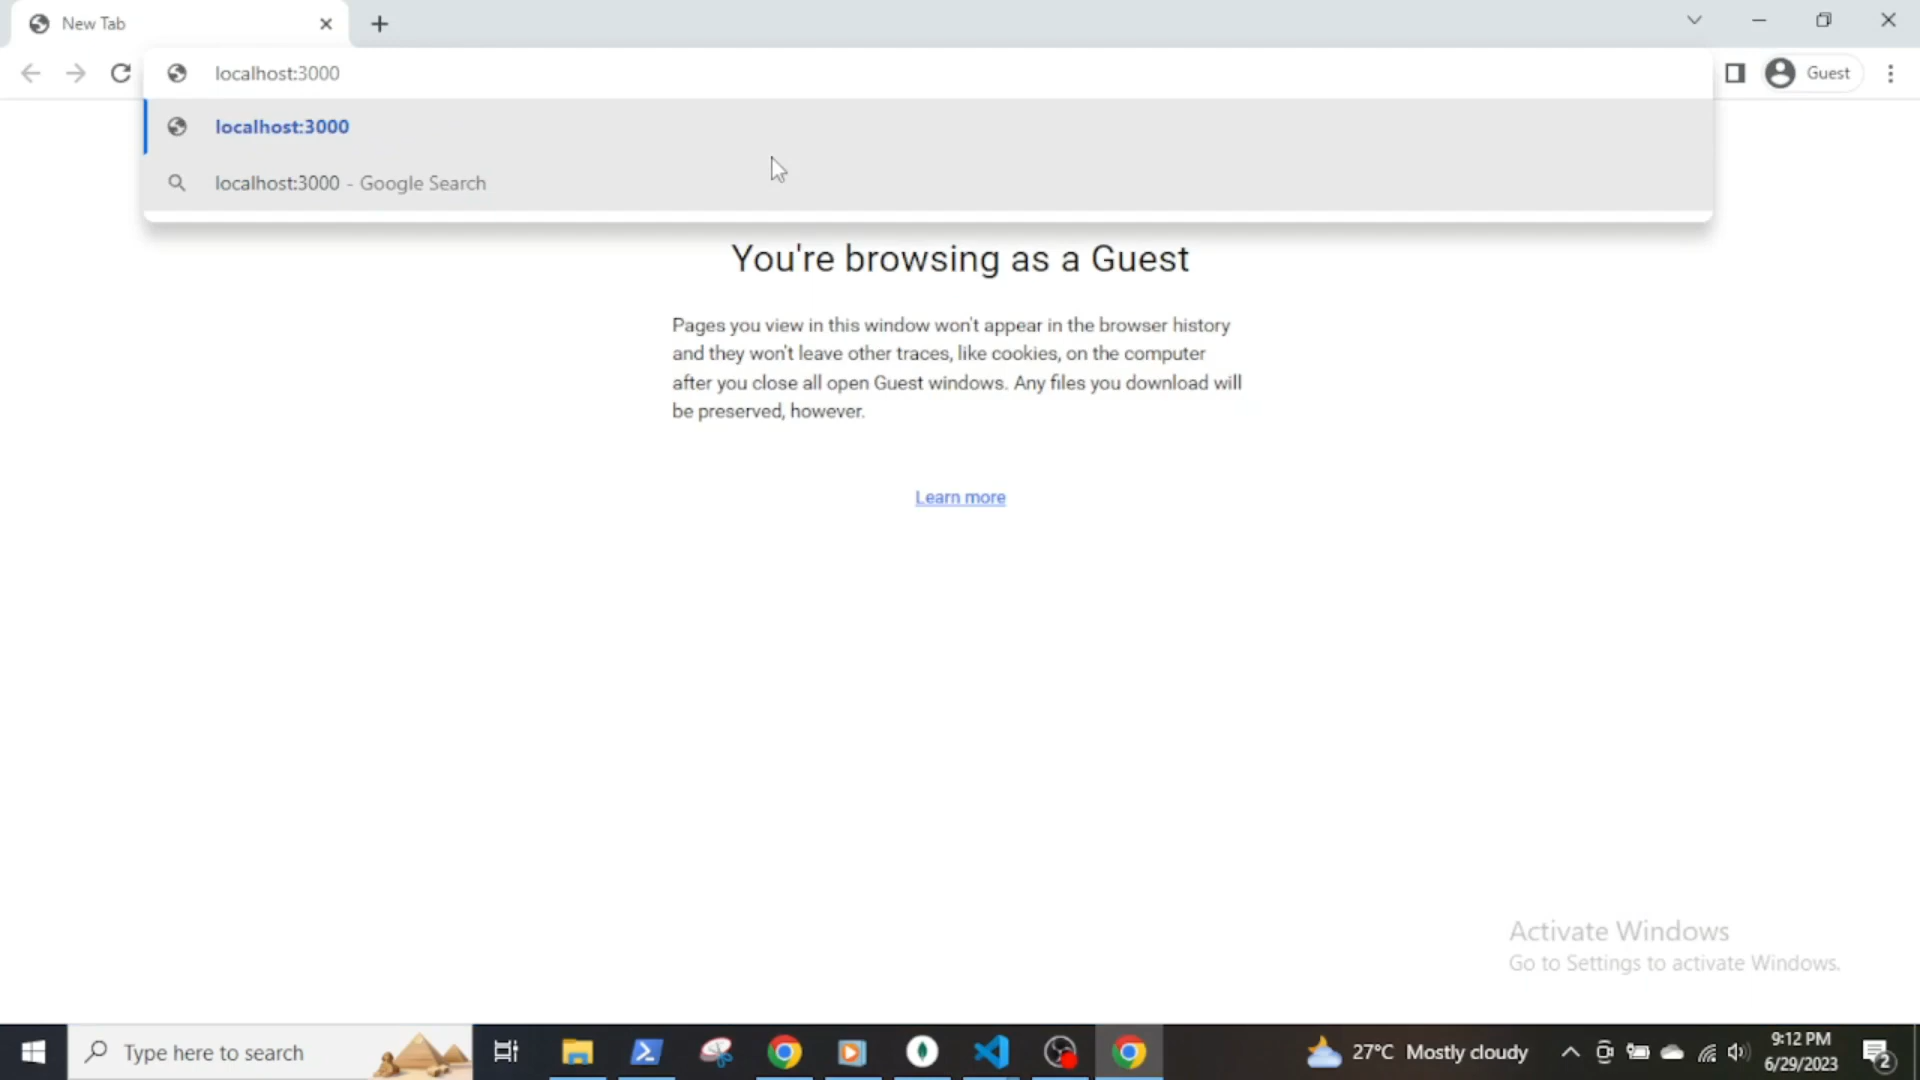 New Tab
localhost:3000
Guest
localhost:3000
localhost:3000 - Google Search
You're browsing as a Guest
Pages you view in this window won't appear in the browser history
and they won't leave other traces, like cookies, on the computer
after you close all open Guest windows. Any files you download will
be preserved, however.
Learn more
Activate Windows
Go to Settings to activate Windows.
Type here to search
27°C Mostly cloudy
9:12 PM
6/29/2023
2